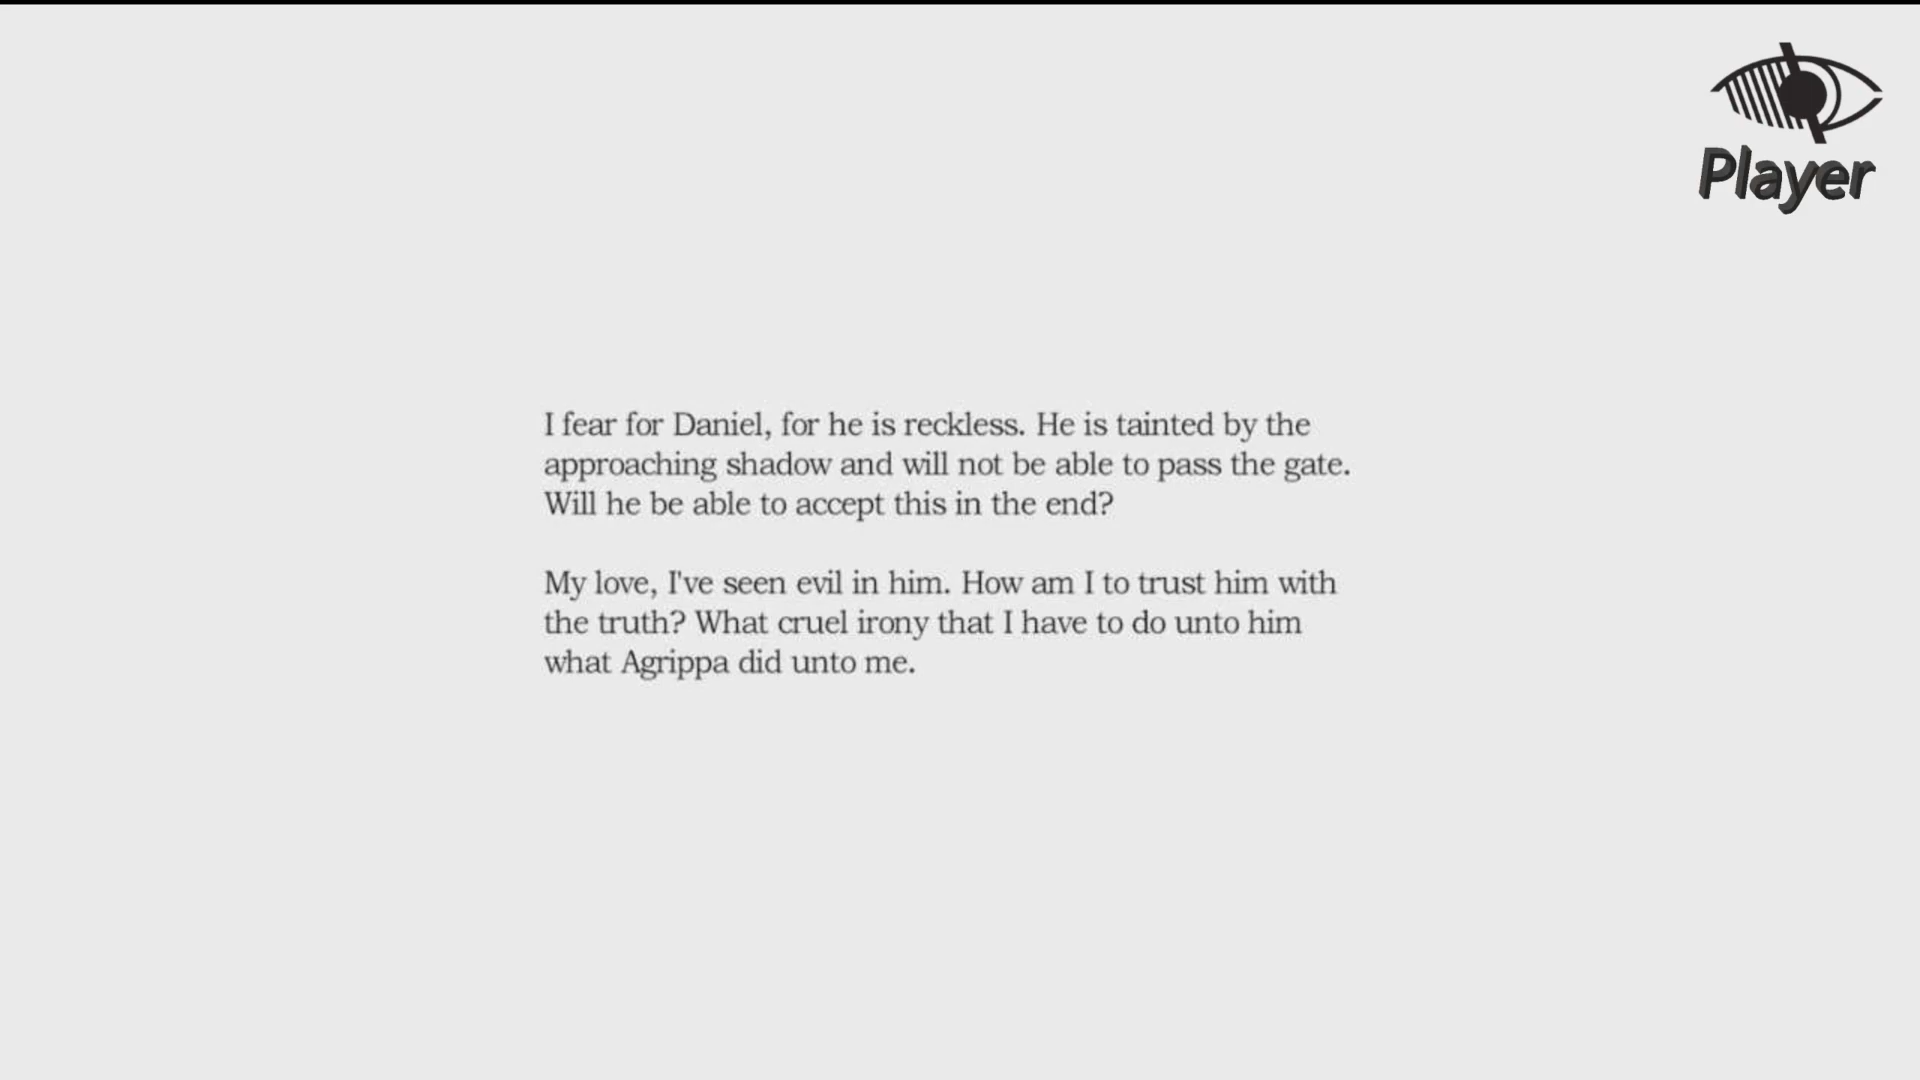 Player
I fear for Daniel, for he is reckless. He is tainted by the
approaching shadow and will not be able to pass the gate.
Will he be able to accept this in the end?
My love, I've seen evil in him. How am I to trust him with
the truth? What cruel irony that I have to do unto him
what Agrippa did unto me.